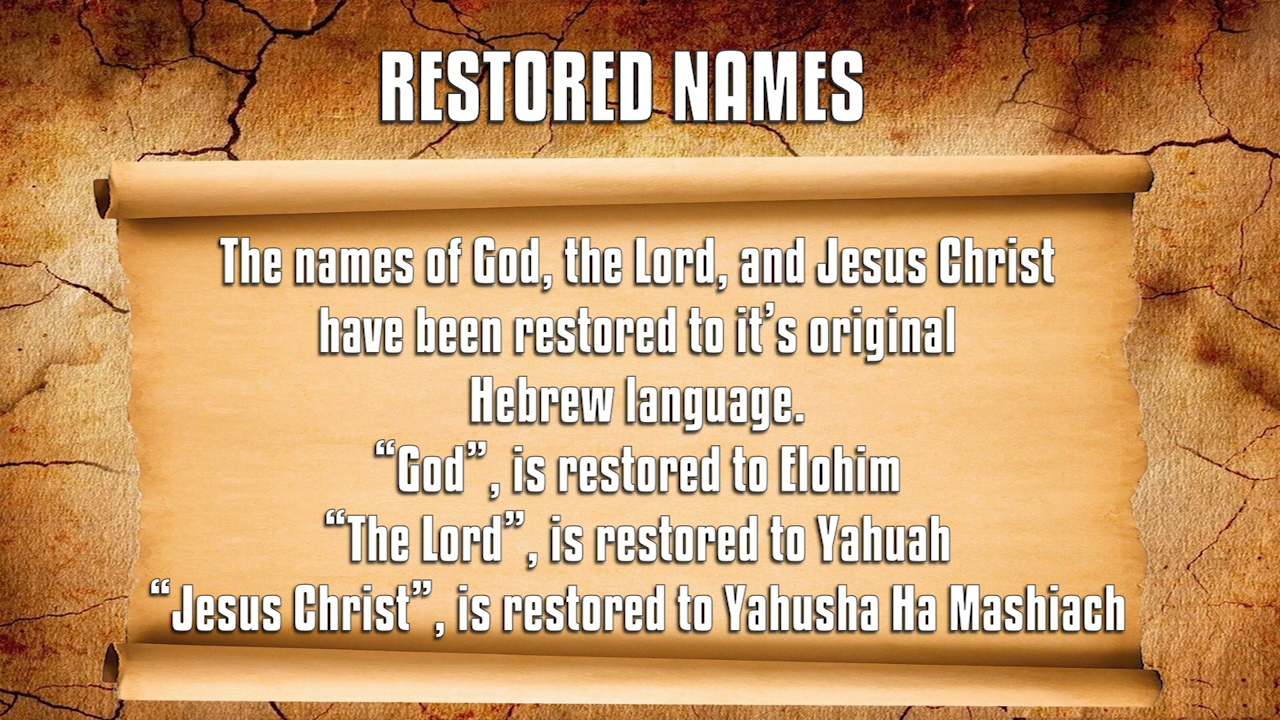 RESTORED NAMES
The names of God, the Lord, and Jesus Christ
have been restored to it’s original
Hebrew language.
“God”, is restored to Elohim
“The Lord”, is restored to Yahuah
“Jesus Christ”, is restored to Yahusha Ha Mashiach